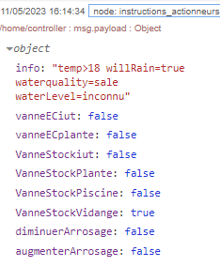 11/05/2023 16:14:34 node: instructions_actionneurs
/home/controller : msg.payload : Object
object
info: "temp>18 willRain=true
waterquality=sale
waterLevel=inconnu"
vanneECiut: false
vanneECplante: false
VanneStockiut: false
VanneStockPlante: false
VanneStockPiscine: false
VanneStockVidange: true
diminuerArrosage: false
augmenterArrosage: false